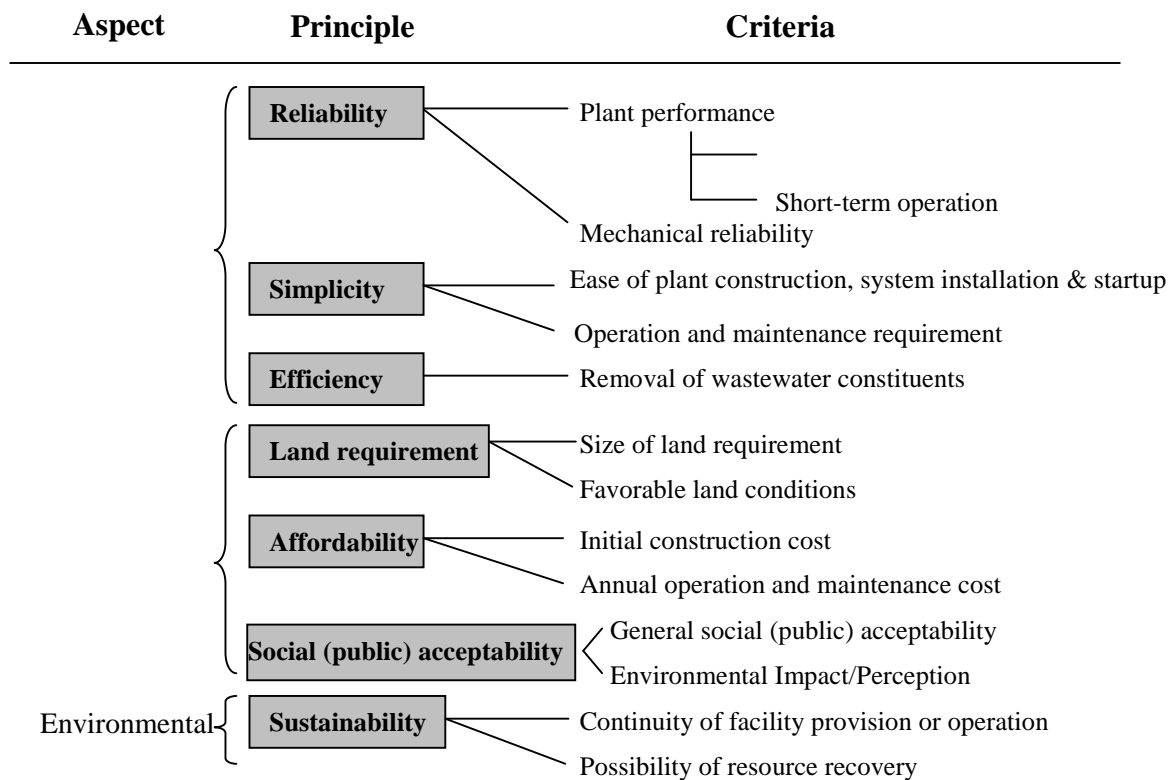 Aspect Principle Criteria
Reliability
Plant performance
Short-term operation
Mechanical reliability
Simplicity
Ease of plant construction, system installation & startup
Operation and maintenance requirement
Efficiency
Removal of wastewater constituents
Land requirement
Size of land requirement
Favorable land conditions
Affordability
Initial construction cost
Annual operation and maintenance cost
Social (public) acceptability
General social (public) acceptability
Environmental Impact/Perception
Environmental
Sustainability
Continuity of facility provision or operation
Possibility of resource recovery